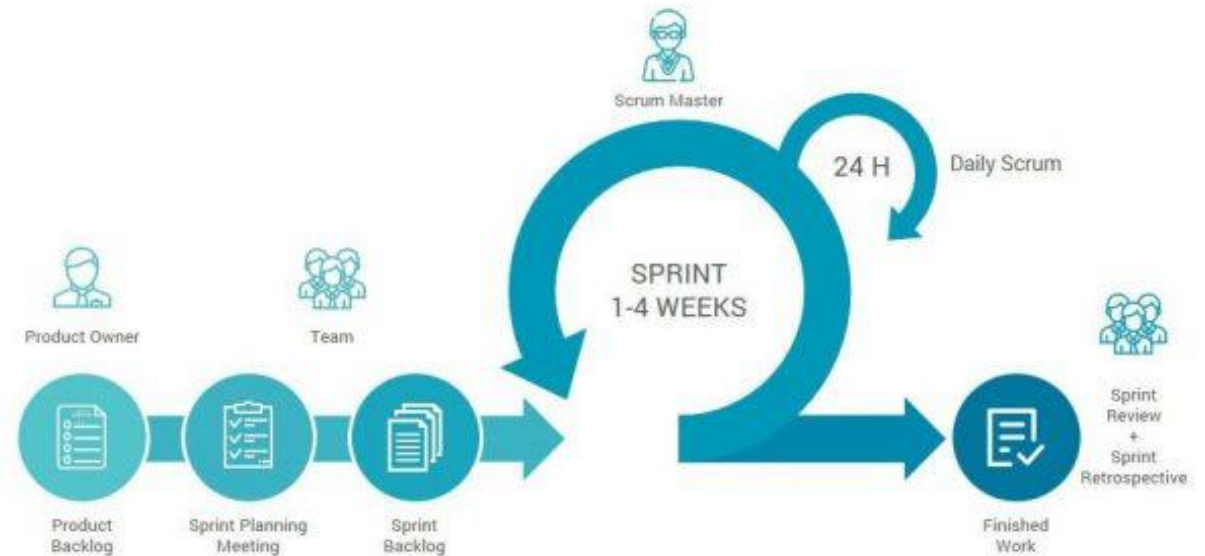 Scrum Master
24 H
Daily Scrum
SPRINT
1-4 WEEKS
Product Owner
Team
Sprint
Review
+
Sprint
Retrospective
Product
Backlog
Sprint Planning
Meeting
Sprint
Backlog
Finished
Work